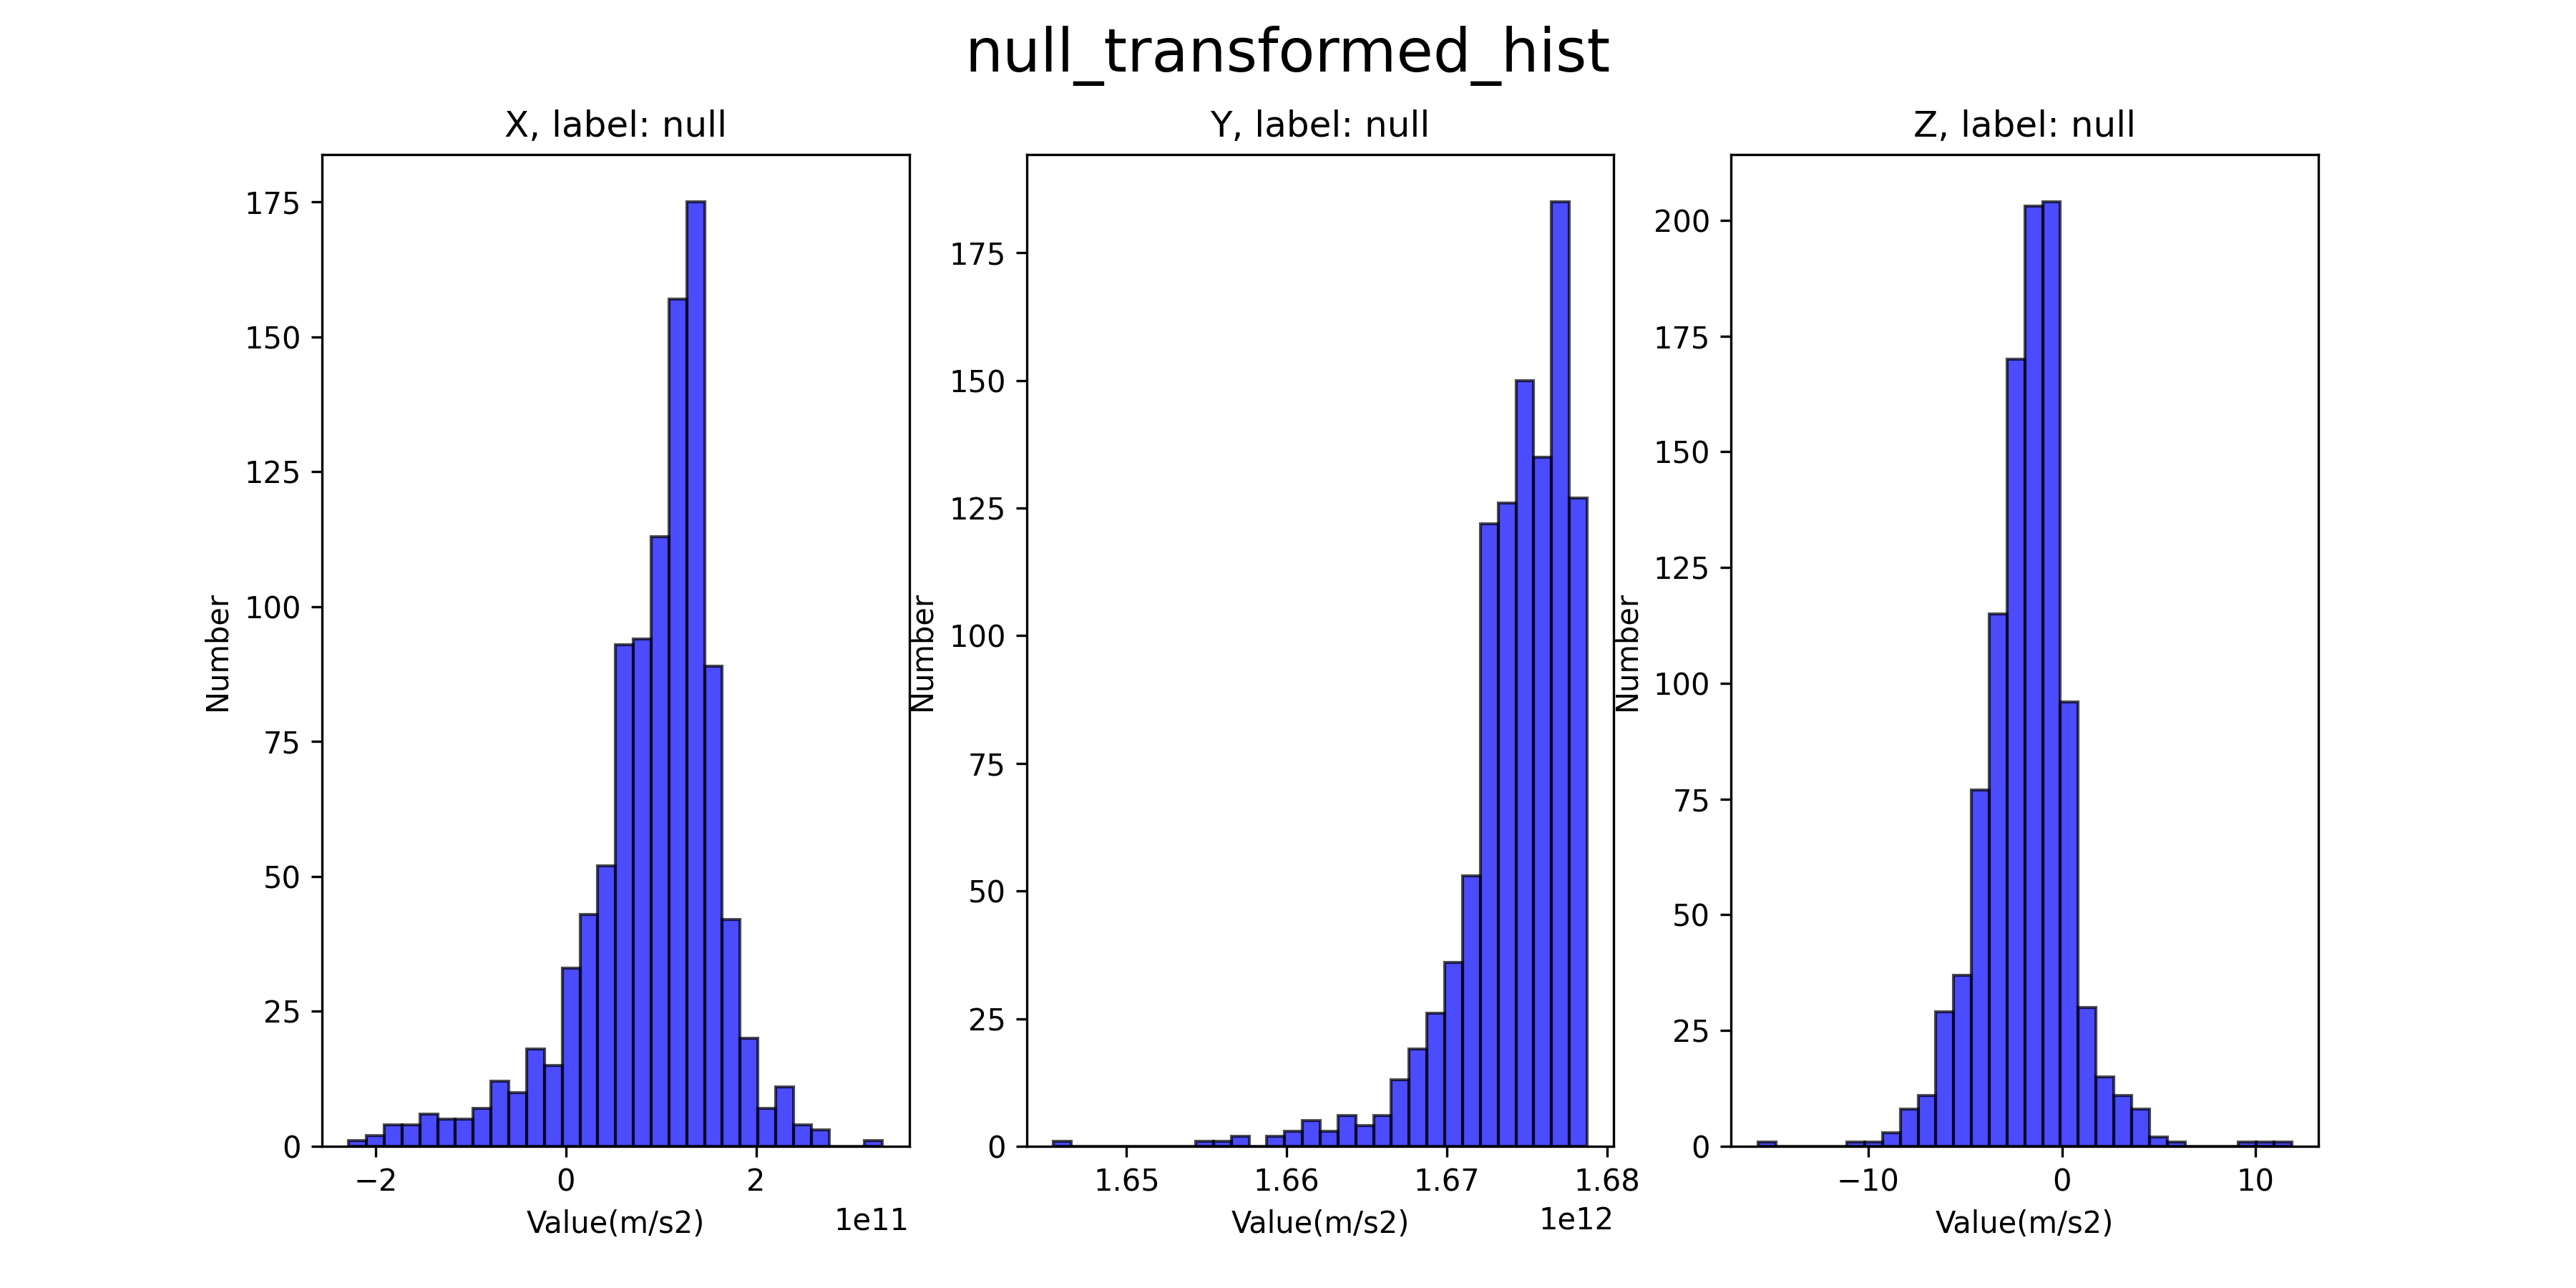 null_transformed_hist
X, label: null
Number
175
150
125
100
75
50
25
0
−2
0
2
Value(m/s2)
1e11
Y, label: null
Number
175
150
125
100
75
50
25
0
1.65
1.66
1.67
1.68
Value(m/s2)
1e12
Z, label: null
Number
200
175
150
125
100
75
50
25
0
−10
0
10
Value(m/s2)